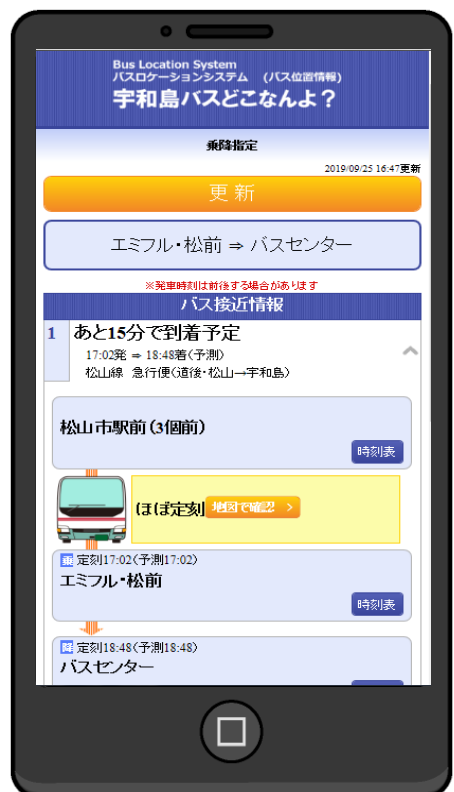 Bus Location System
バスロケーションシステム (バス位置情報)
宇和島バスどこなんよ？
乗降指定
2019/09/25 16:47更新
更 新
エミフル・松前 ⇒ バスセンター
※発車時刻は前後する場合があります
バス接近情報
1 あと15分で到着予定
17:02発 ⇒ 18:48着(予測)
松山線 急行便(道後・松山→宇和島)
松山市駅前 (3個前)
時刻表
ほぼ定刻 地図で確認 >
乗 定刻17:02(予測17:02)
エミフル・松前
時刻表
降 定刻18:48(予測18:48)
バスセンター